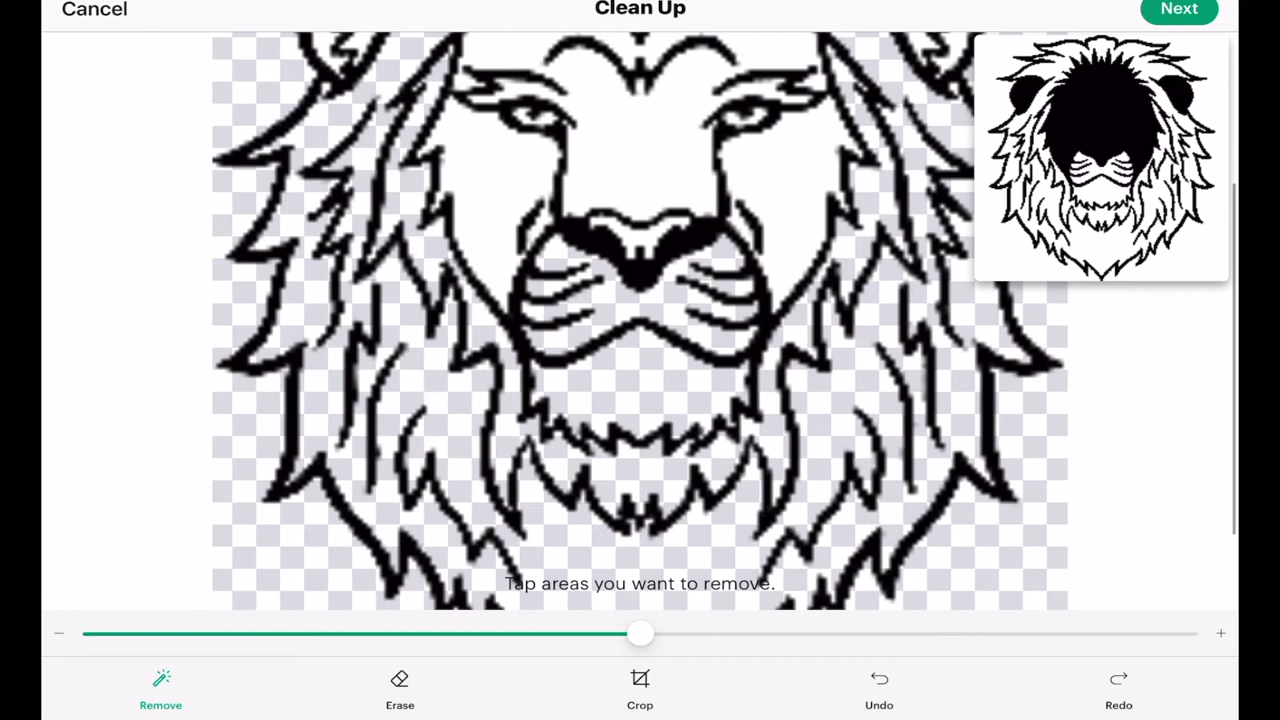 Cancel
Clean Up
Next
Tap areas you want to remove.
Remove
Erase
Crop
Undo
Redo